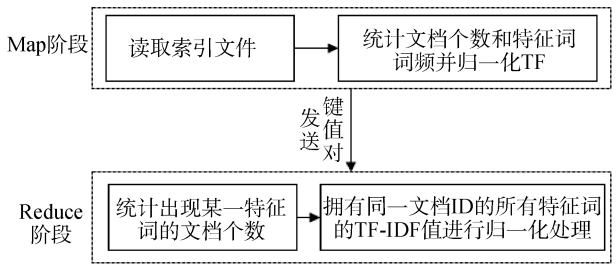 Map阶段
读取索引文件
统计文档个数和特征词
词频并归一化TF
发送
键值对
Reduce
阶段
统计出现某一特征
词的文档个数
拥有同一文档ID的所有特征词
的TF-IDF值进行归一化处理